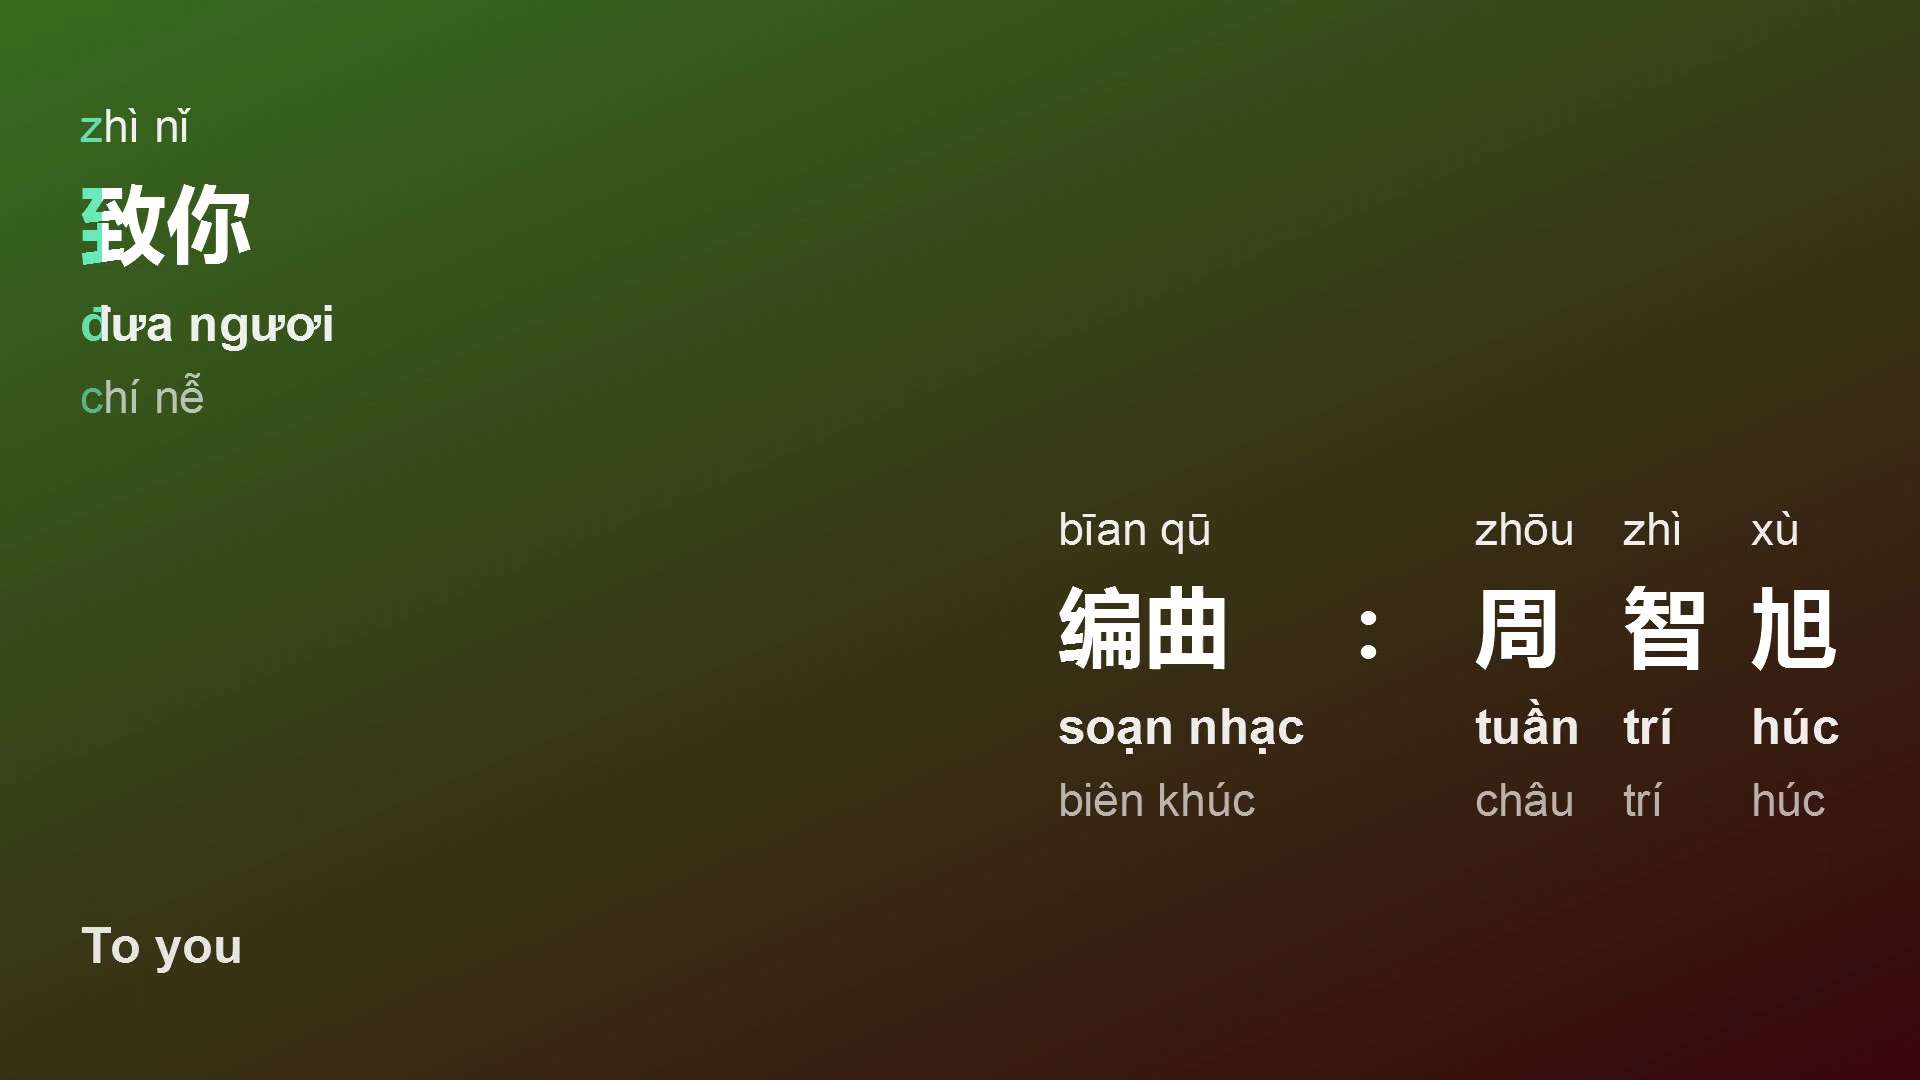 zhì nǐ
致你
đưa ngươi
chí nễ
bīan qū zhōu zhì xù
编曲 : 周 智 旭
soạn nhạc tuần trí húc
biên khúc châu trí húc
To you